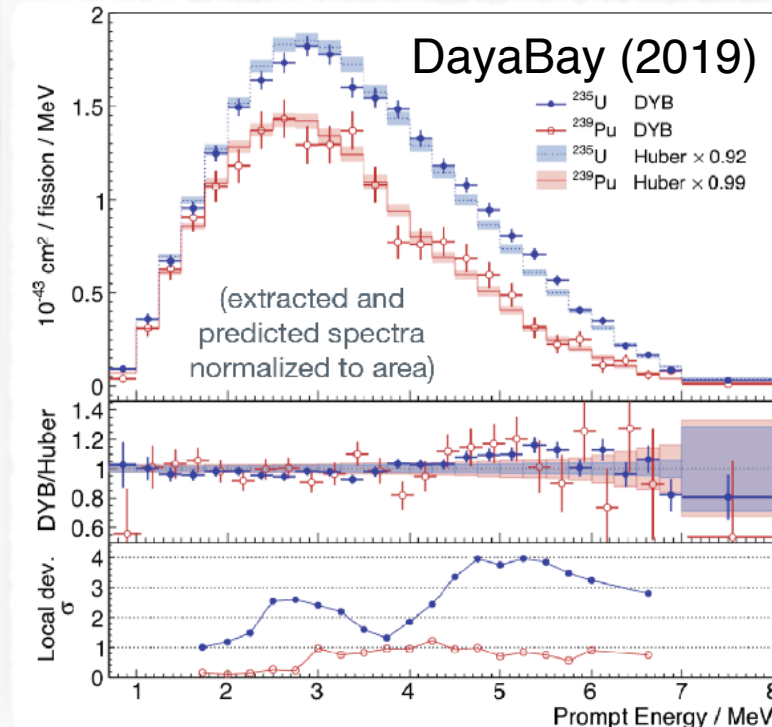 DayaBay (2019)
2
1.5
1
0.5
0
10⁻⁴³ cm² / fission / MeV
²³⁵U DYB
²³⁹Pu DYB
²³⁵U Huber × 0.92
²³⁹Pu Huber × 0.99
(extracted and
predicted spectra
normalized to area)
1.4
1.2
1
0.8
0.6
DYB/Huber
4
3
2
1
0
Local dev.
σ
1 2 3 4 5 6 7 8
Prompt Energy / MeV